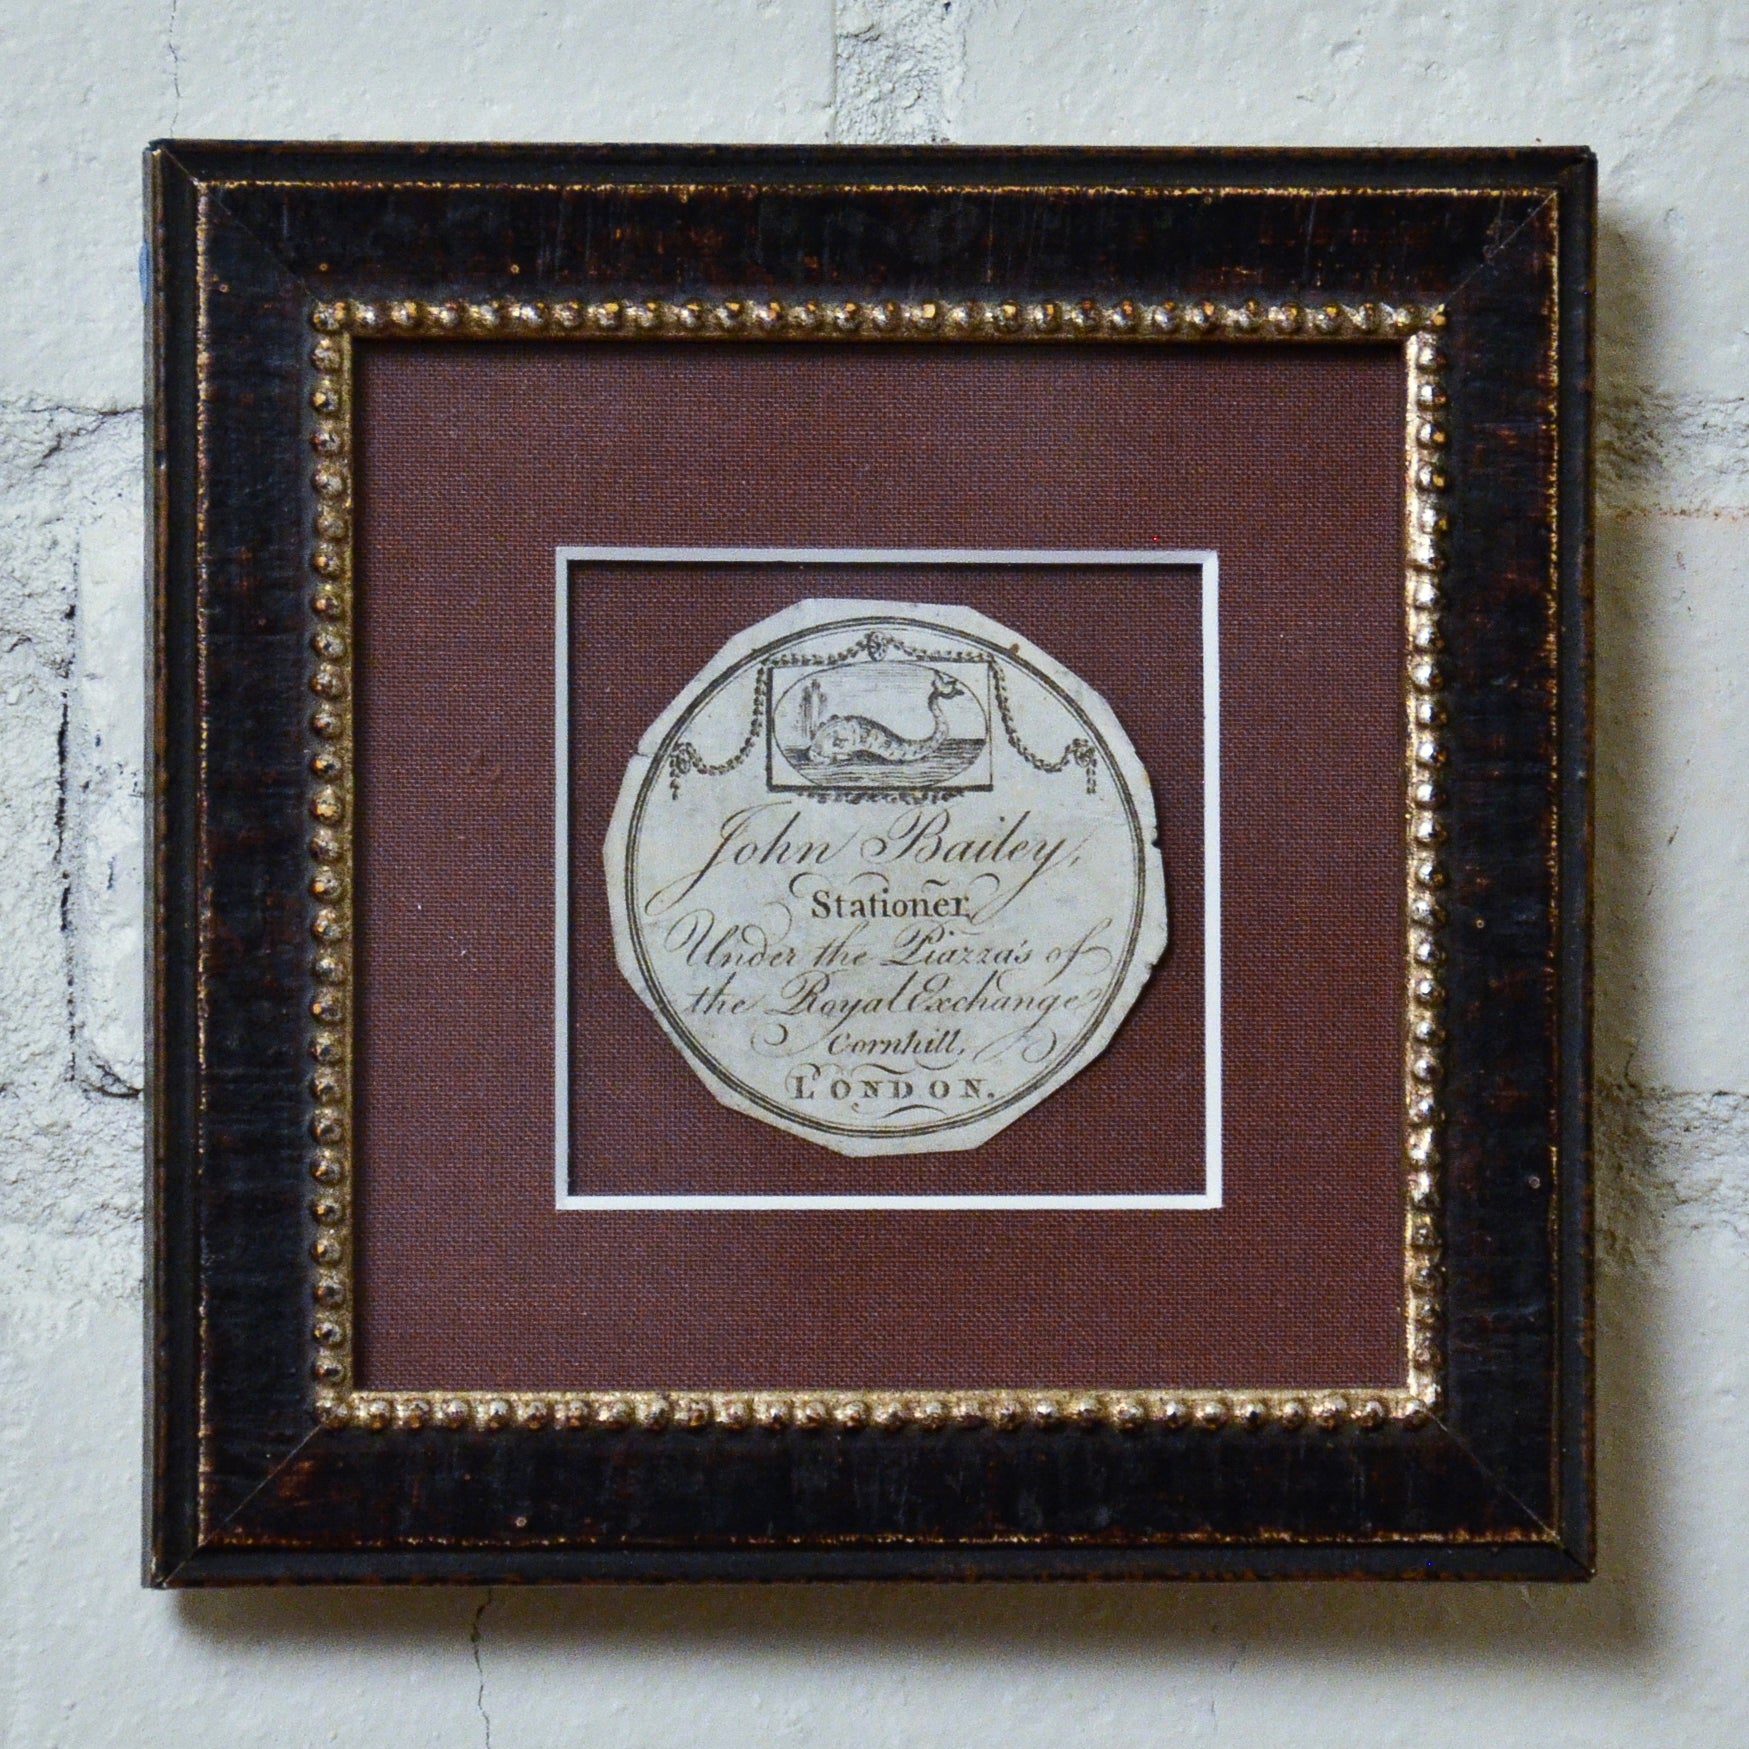 John Bailey,
Stationer,
Under the Piazza's of
the Royal Exchange
Cornhill,
LONDON.